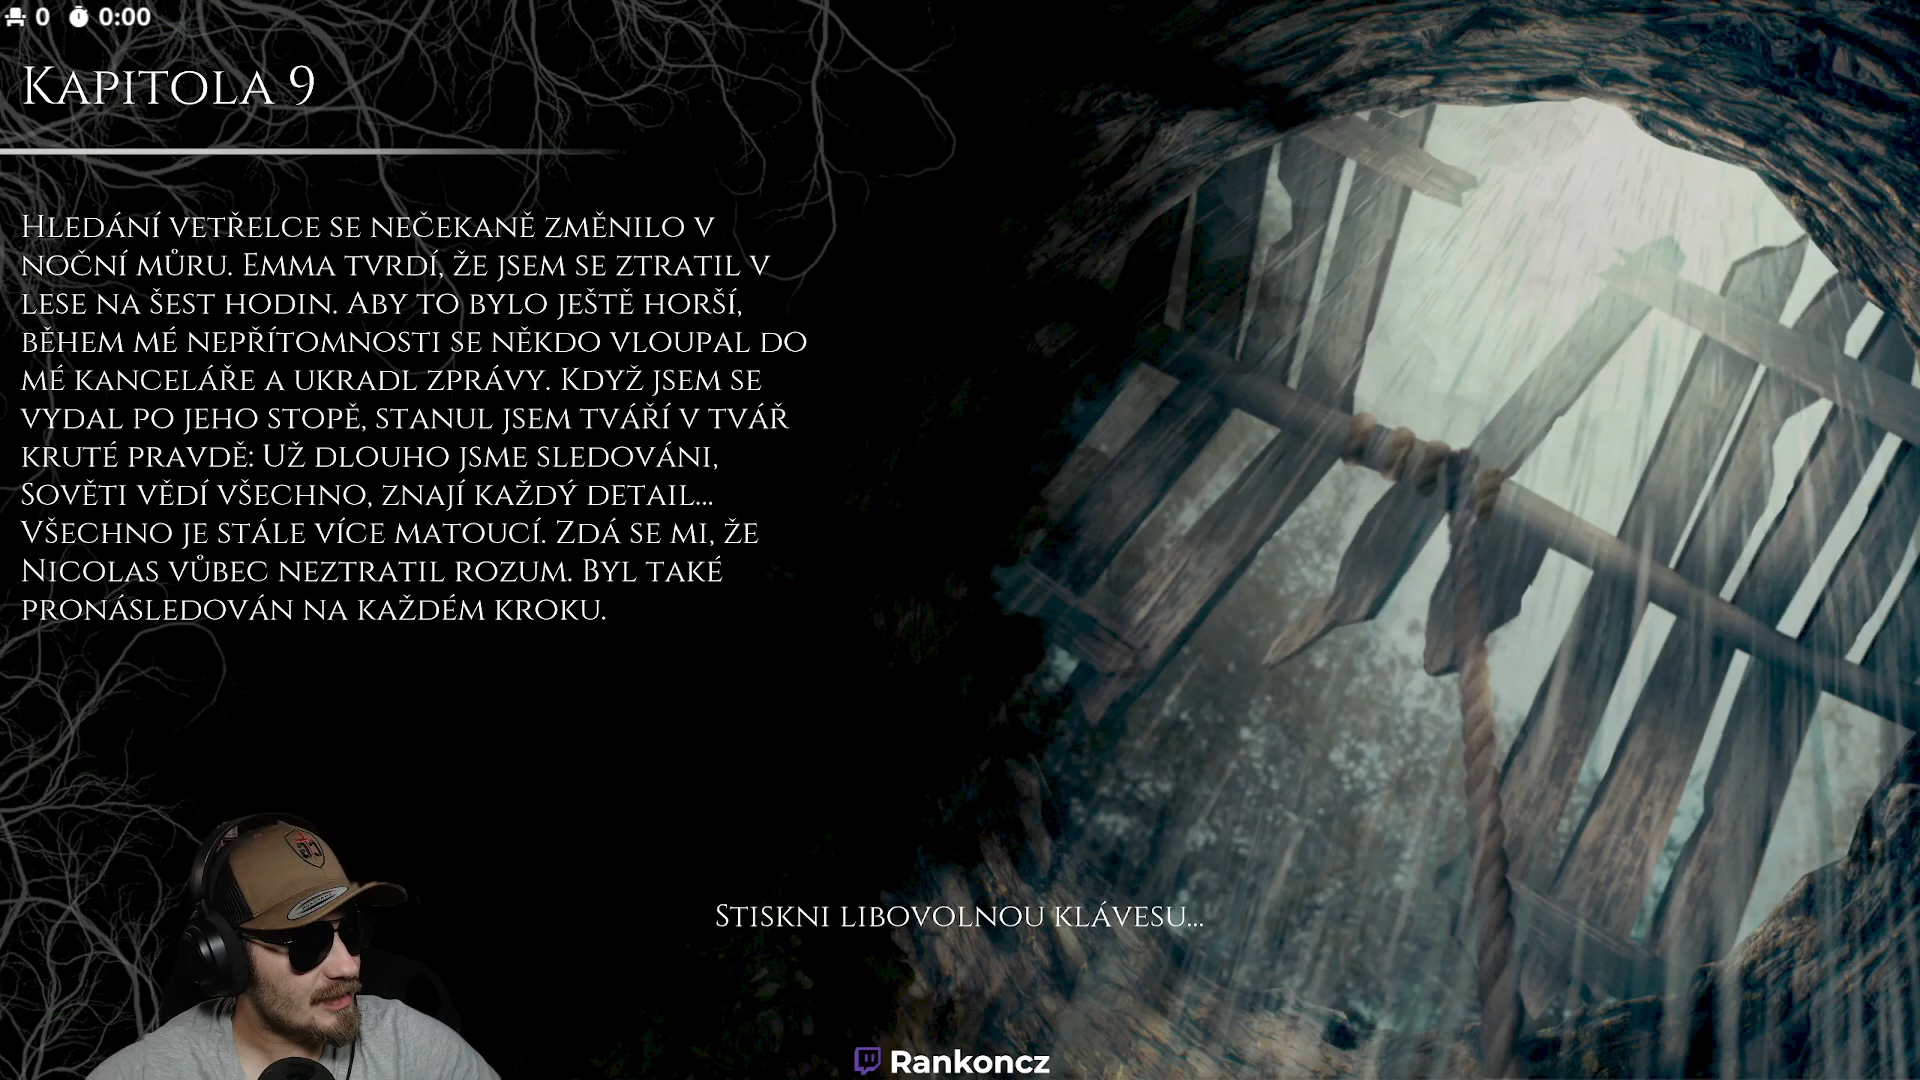 0 0:00
Kapitola 9
Hledání vetřelce se nečekaně změnilo v
noční můru. Emma tvrdí, že jsem se ztratil v
lese na šest hodin. Aby to bylo ještě horší,
během mé nepřítomnosti se někdo vloupal do
mé kanceláře a ukradl zprávy. Když jsem se
vydal po jeho stopě, stanul jsem tváří v tvář
kruté pravdě: Už dlouho jsme sledováni,
Sověti vědí všechno, znají každý detail...
Všechno je stále více matoucí. Zdá se mi, že
Nicolas vůbec neztratil rozum. Byl také
pronásledován na každém kroku.
Stiskni libovolnou klávesu...
Rankoncz